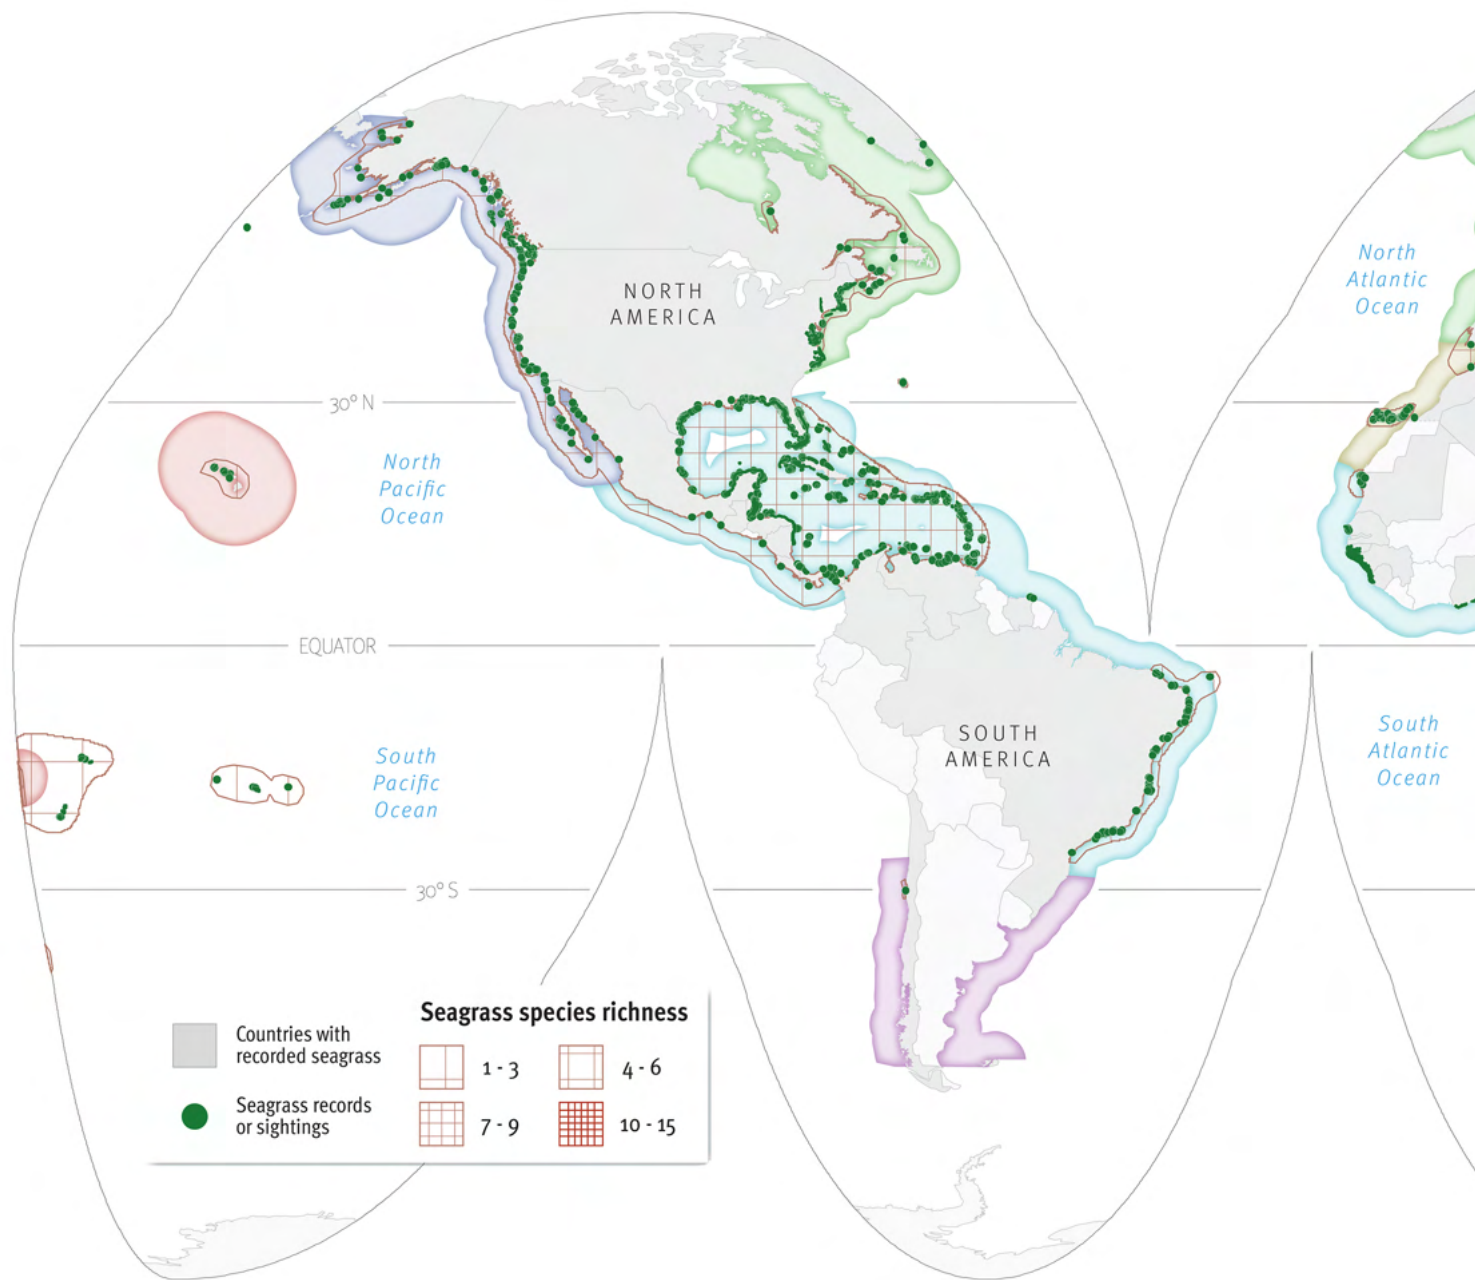 NORTH
AMERICA
North
Atlantic
Ocean
30° N
North
Pacific
Ocean
EQUATOR
South
Pacific
Ocean
SOUTH
AMERICA
South
Atlantic
Ocean
30° S
Seagrass species richness
Countries with
recorded seagrass
1 - 3
4 - 6
Seagrass records
or sightings
7 - 9
10 - 15